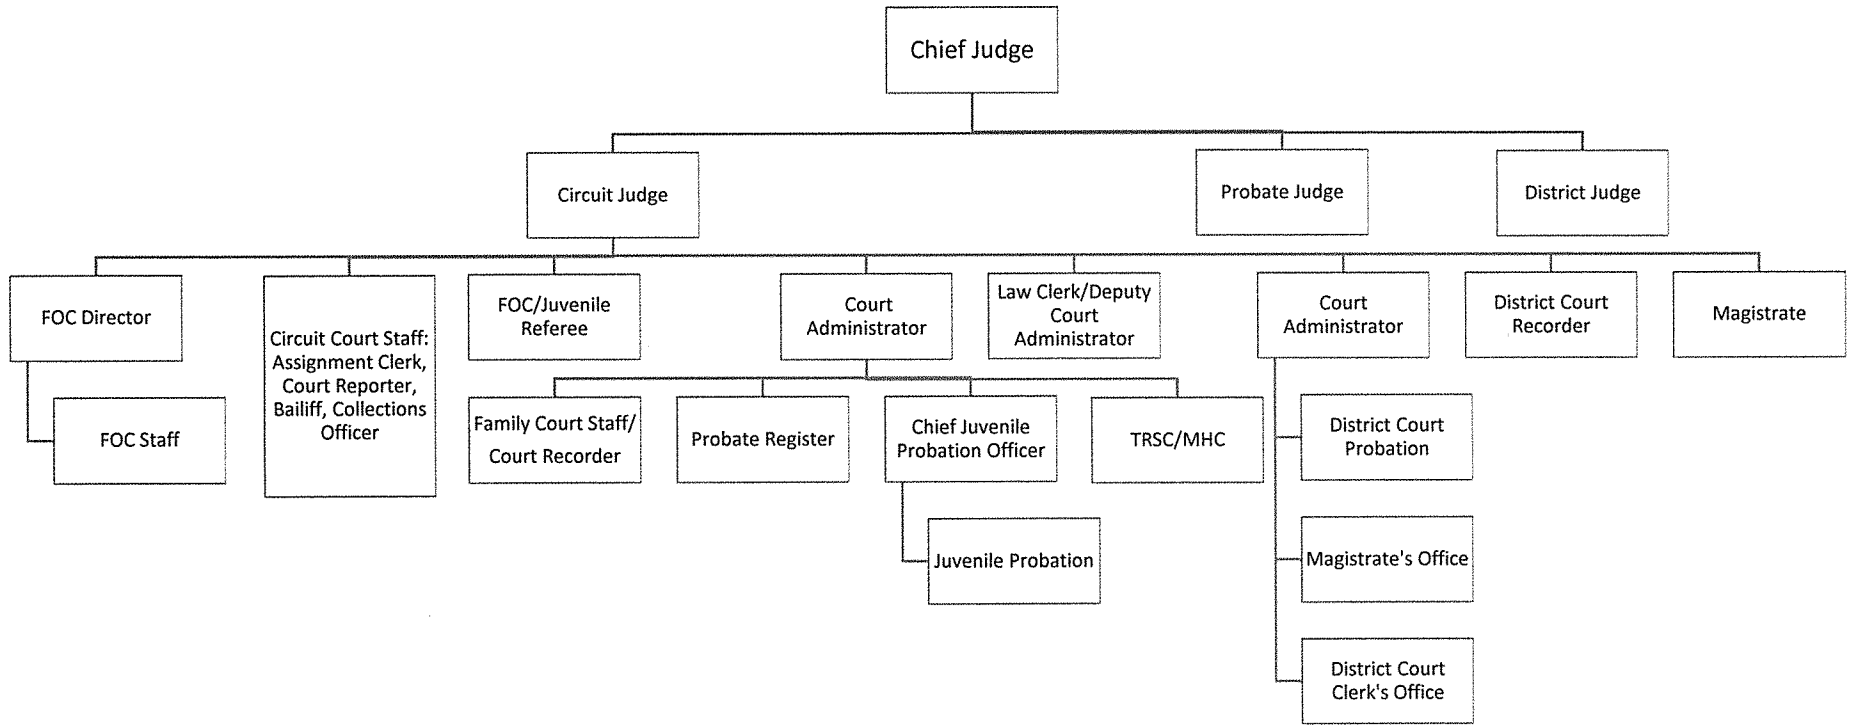 Chief Judge
Circuit Judge
Probate Judge
District Judge
FOC Director
Circuit Court Staff:
Assignment Clerk,
Court Reporter,
Bailiff, Collections
Officer
FOC/Juvenile
Referee
Court
Administrator
Law Clerk/Deputy
Court
Administrator
Court
Administrator
District Court
Recorder
Magistrate
FOC Staff
Family Court Staff/
Court Recorder
Probate Register
Chief Juvenile
Probation Officer
TRSC/MHC
District Court
Probation
Juvenile Probation
Magistrate's Office
District Court
Clerk's Office